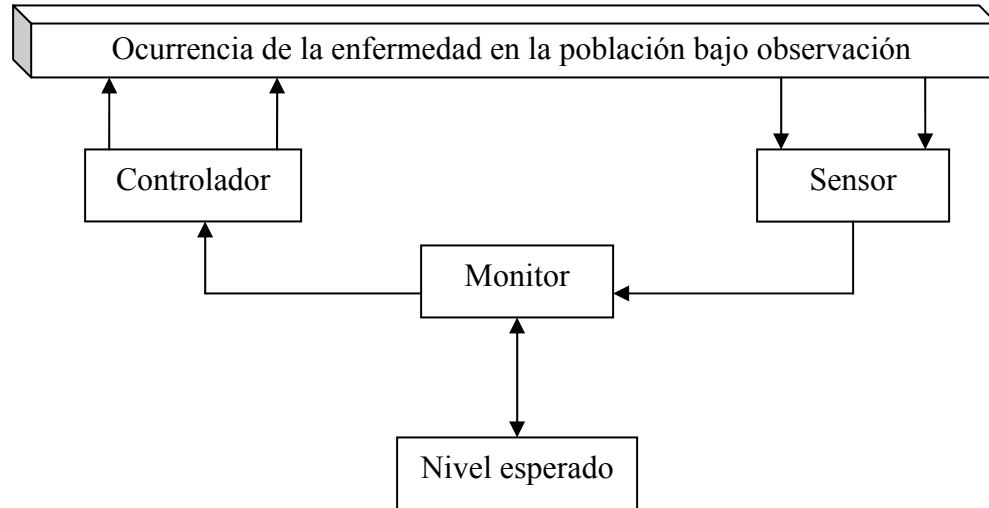 Ocurrencia de la enfermedad en la población bajo observación
Controlador
Sensor
Monitor
Nivel esperado